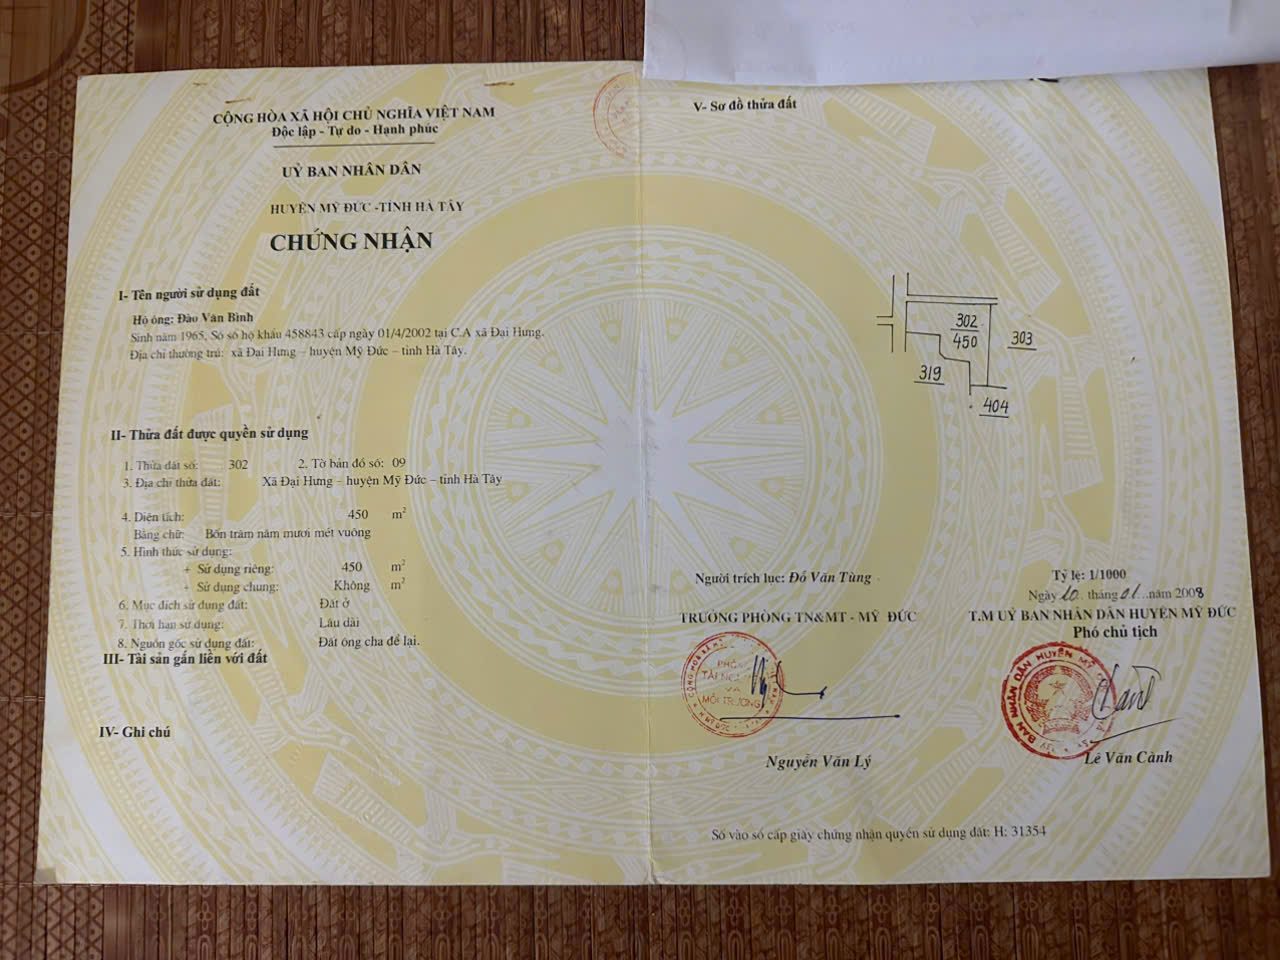 CỘNG HÒA XÃ HỘI CHỦ NGHĨA VIỆT NAM
Độc lập - Tự do - Hạnh phúc
UỶ BAN NHÂN DÂN
HUYỆN MỸ ĐỨC -TỈNH HÀ TÂY
CHỨNG NHẬN
I- Tên người sử dụng đất
Hộ ông: Đào Văn Bình
Sinh năm 1965, Số sổ hộ khẩu 458843 cấp ngày 01/4/2002 tại C.A xã Đại Hưng.
Địa chỉ thường trú: xã Đại Hưng – huyện Mỹ Đức – tỉnh Hà Tây.
II- Thửa đất được quyền sử dụng
1. Thửa đất số: 302 2. Tờ bản đồ số: 09
3. Địa chỉ thửa đất: Xã Đại Hưng – huyện Mỹ Đức – tỉnh Hà Tây
4. Diện tích: 450 m²
Bằng chữ: Bốn trăm năm mươi mét vuông
5. Hình thức sử dụng:
+ Sử dụng riêng: 450 m²
+ Sử dụng chung: Không m²
6. Mục đích sử dụng đất: Đất ở
7. Thời hạn sử dụng: Lâu dài
8. Nguồn gốc sử dụng đất: Đất ông cha để lại.
III- Tài sản gắn liền với đất
IV- Ghi chú
V- Sơ đồ thửa đất
302
450
303
319
404
Tỷ lệ: 1/1000
Người trích lục: Đỗ Văn Tùng
Ngày 10 tháng 01 năm 2008
TRƯỞNG PHÒNG TN&MT - MỸ ĐỨC
T.M UỶ BAN NHÂN DÂN HUYỆN MỸ ĐỨC
Phó chủ tịch
PHÒNG
TÀI NGUYÊN
VÀ
MÔI TRƯỜNG
Nguyễn Văn Lý
Lê Văn Cành
Số vào sổ cấp giấy chứng nhận quyền sử dụng đất: H: 31354